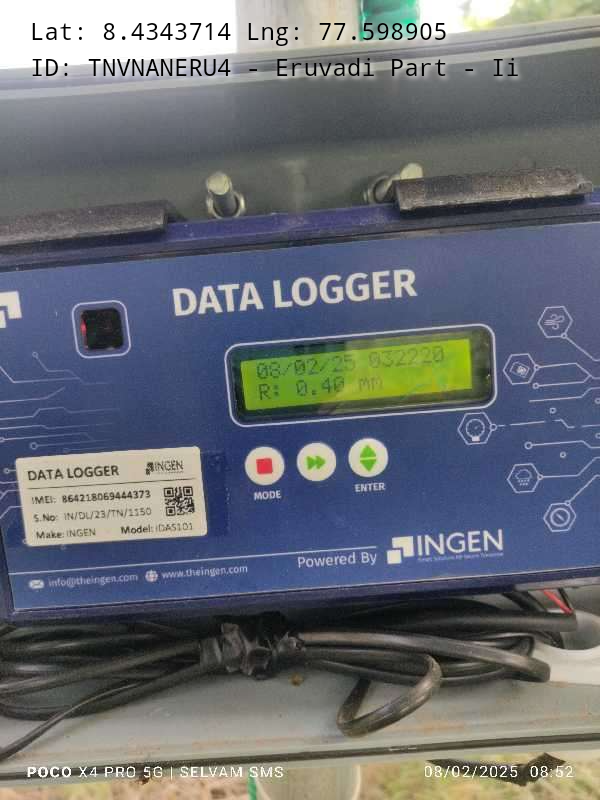 Lat: 8.4343714 Lng: 77.598905
ID: TNVNANERU4 - Eruvadi Part - Ii
DATA LOGGER
08/02/25 032220
R: 0.40 mm
MODE
ENTER
DATA LOGGER INGEN
IMEI: 864218069444373
S.No: IN/DL/23/TN/1150
Make: INGEN Model: IDAS101
Powered By INGEN
info@theingen.com www.theingen.com
POCO X4 PRO 5G | SELVAM SMS 08/02/2025 08:52